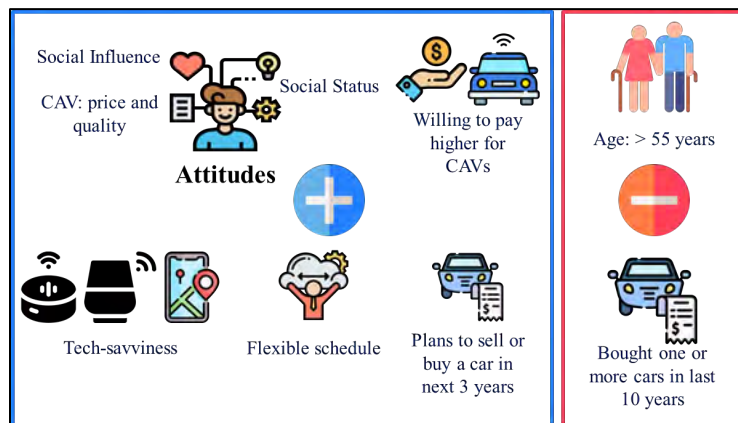 Social Influence
CAV: price and
quality
Social Status
Attitudes
Willing to pay
higher for
CAVs
Tech-savviness
Flexible schedule
Plans to sell or
buy a car in
next 3 years
Age: > 55 years
Bought one or
more cars in last
10 years